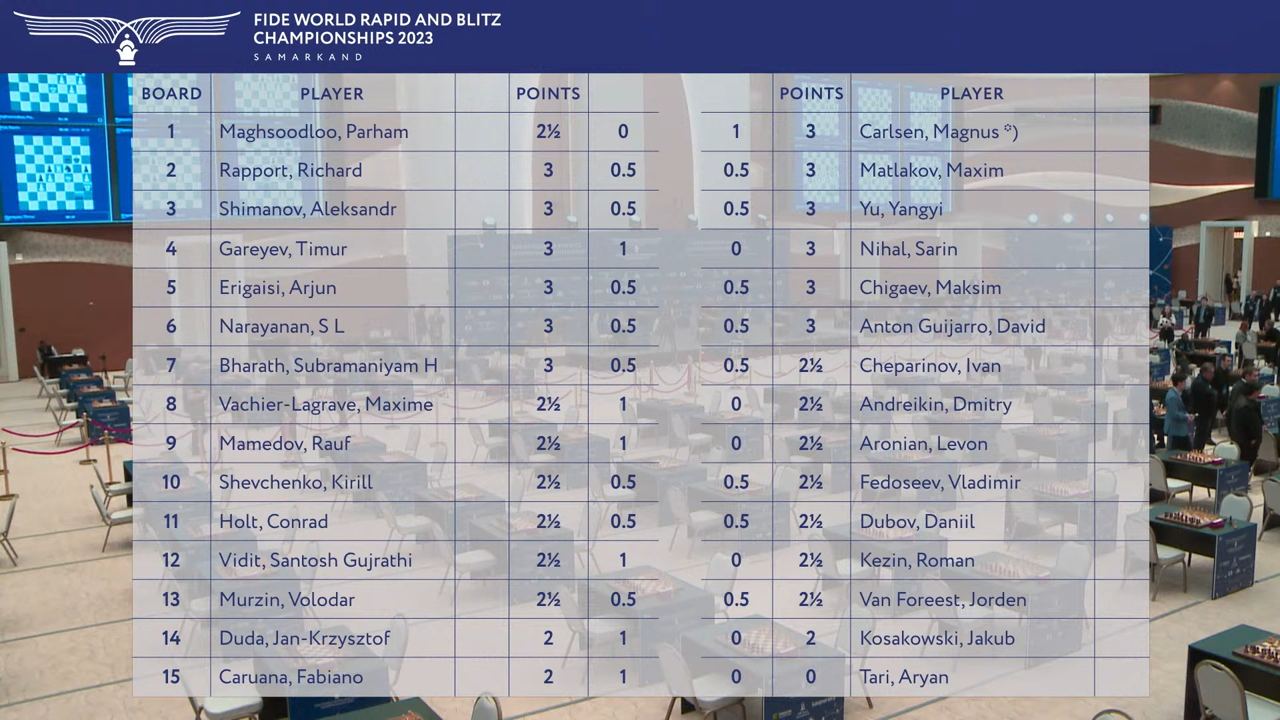 FIDE WORLD RAPID AND BLITZ
CHAMPIONSHIPS 2023
SAMARKAND
BOARD PLAYER POINTS POINTS PLAYER
1 Maghsoodloo, Parham 2½ 0 1 3 Carlsen, Magnus *)
2 Rapport, Richard 3 0.5 0.5 3 Matlakov, Maxim
3 Shimanov, Aleksandr 3 0.5 0.5 3 Yu, Yangyi
4 Gareyev, Timur 3 1 0 3 Nihal, Sarin
5 Erigaisi, Arjun 3 0.5 0.5 3 Chigaev, Maksim
6 Narayanan, S L 3 0.5 0.5 3 Anton Guijarro, David
7 Bharath, Subramaniyam H 3 0.5 0.5 2½ Cheparinov, Ivan
8 Vachier-Lagrave, Maxime 2½ 1 0 2½ Andreikin, Dmitry
9 Mamedov, Rauf 2½ 1 0 2½ Aronian, Levon
10 Shevchenko, Kirill 2½ 0.5 0.5 2½ Fedoseev, Vladimir
11 Holt, Conrad 2½ 0.5 0.5 2½ Dubov, Daniil
12 Vidit, Santosh Gujrathi 2½ 1 0 2½ Kezin, Roman
13 Murzin, Volodar 2½ 0.5 0.5 2½ Van Foreest, Jorden
14 Duda, Jan-Krzysztof 2 1 0 2 Kosakowski, Jakub
15 Caruana, Fabiano 2 1 0 0 Tari, Aryan